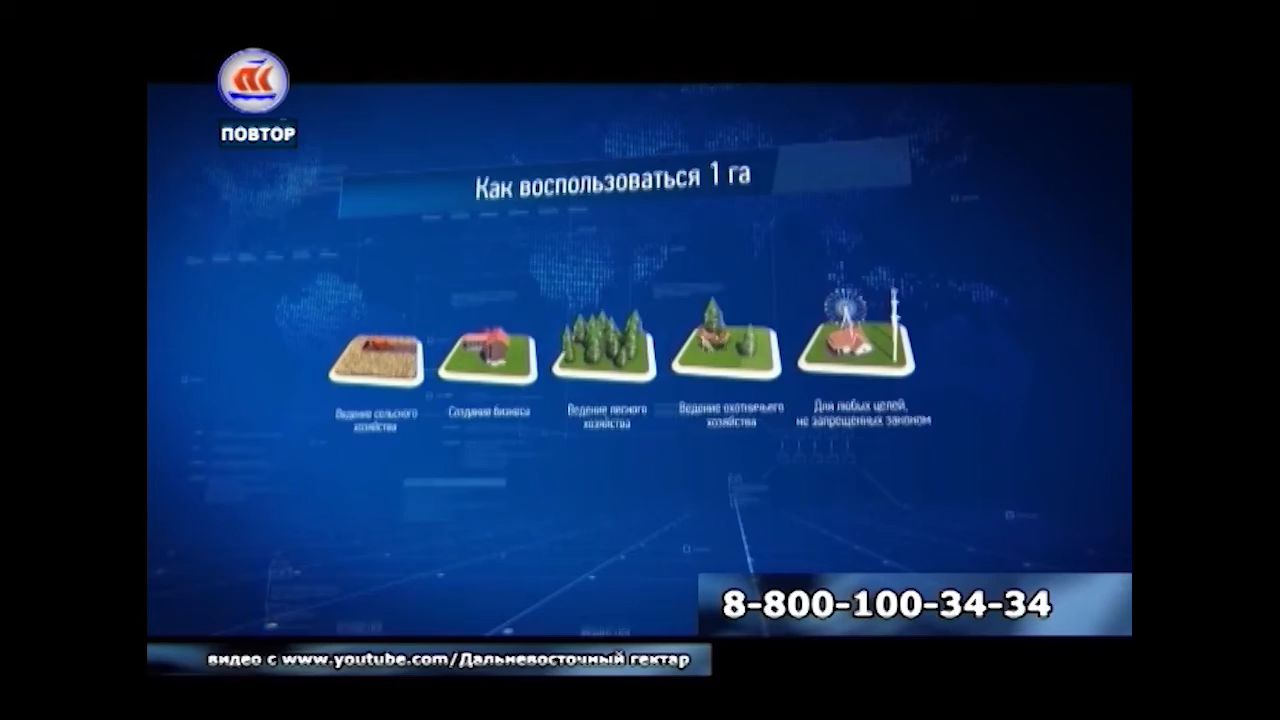 ПОВТОР
Как воспользоваться 1 га
Ведение сельского
хозяйства
Создание бизнеса
Ведение лесного
хозяйства
Ведение охотничьего
хозяйства
Для любых целей,
не запрещенных законом
8-800-100-34-34
видео с www.youtube.com/Дальневосточный гектар